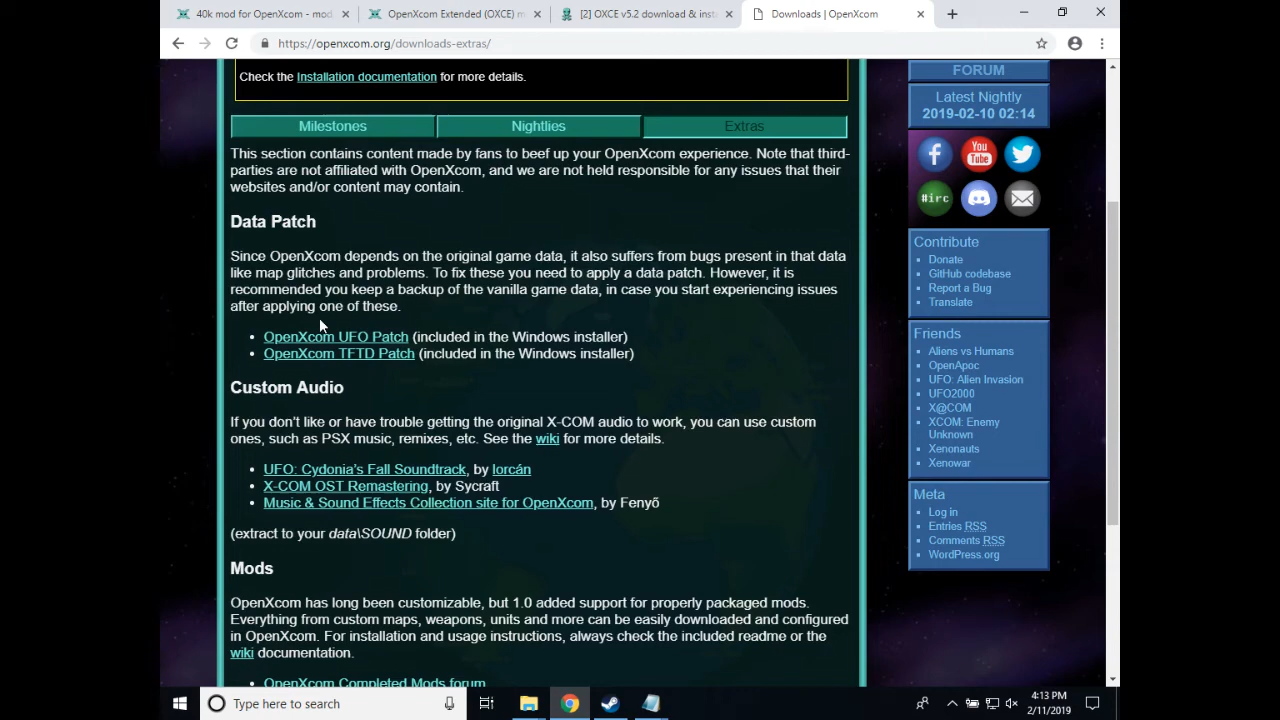 40k mod for OpenXcom - mod
OpenXcom Extended (OXCE) m
[2] OXCE v5.2 download & insta
Downloads | OpenXcom
https://openxcom.org/downloads-extras/
Check the Installation documentation for more details.
Milestones
Nightlies
Extras
This section contains content made by fans to beef up your OpenXcom experience. Note that third-
parties are not affiliated with OpenXcom, and we are not held responsible for any issues that their
websites and/or content may contain.
Data Patch
Since OpenXcom depends on the original game data, it also suffers from bugs present in that data
like map glitches and problems. To fix these you need to apply a data patch. However, it is
recommended you keep a backup of the vanilla game data, in case you start experiencing issues
after applying one of these.
• OpenXcom UFO Patch (included in the Windows installer)
• OpenXcom TFTD Patch (included in the Windows installer)
Custom Audio
If you don't like or have trouble getting the original X-COM audio to work, you can use custom
ones, such as PSX music, remixes, etc. See the wiki for more details.
• UFO: Cydonia's Fall Soundtrack, by lorcán
• X-COM OST Remastering, by Sycraft
• Music & Sound Effects Collection site for OpenXcom, by Fenyő
(extract to your data\SOUND folder)
Mods
OpenXcom has long been customizable, but 1.0 added support for properly packaged mods.
Everything from custom maps, weapons, units and more can be easily downloaded and configured
in OpenXcom. For installation and usage instructions, always check the included readme or the
wiki documentation.
• OpenXcom Completed Mods forum
FORUM
Latest Nightly
2019-02-10 02:14
f
You
Tube
#irc
Contribute
Donate
GitHub codebase
Report a Bug
Translate
Friends
Aliens vs Humans
OpenApoc
UFO: Alien Invasion
UFO2000
X@COM
XCOM: Enemy
Unknown
Xenonauts
Xenowar
Meta
Log in
Entries RSS
Comments RSS
WordPress.org
Type here to search
4:13 PM
2/11/2019